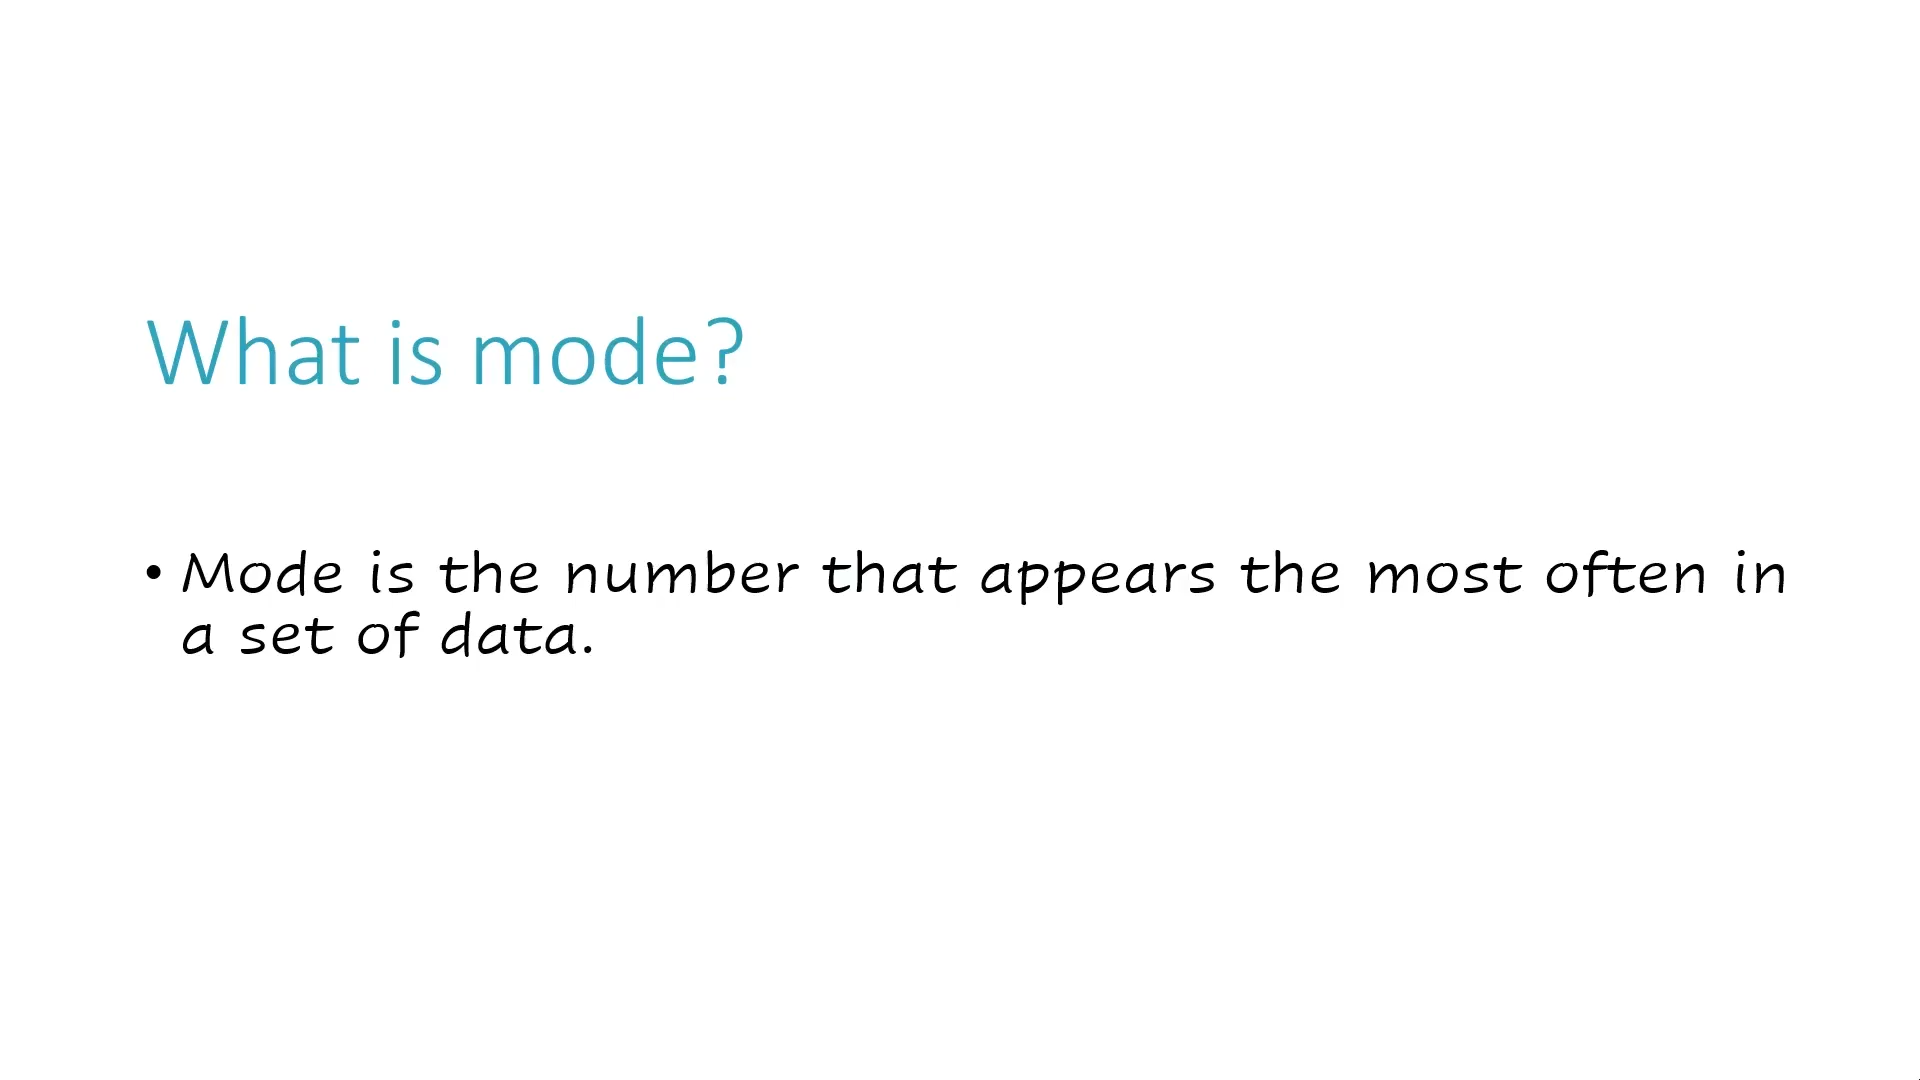 What is mode?
• Mode is the number that appears the most often in
a set of data.